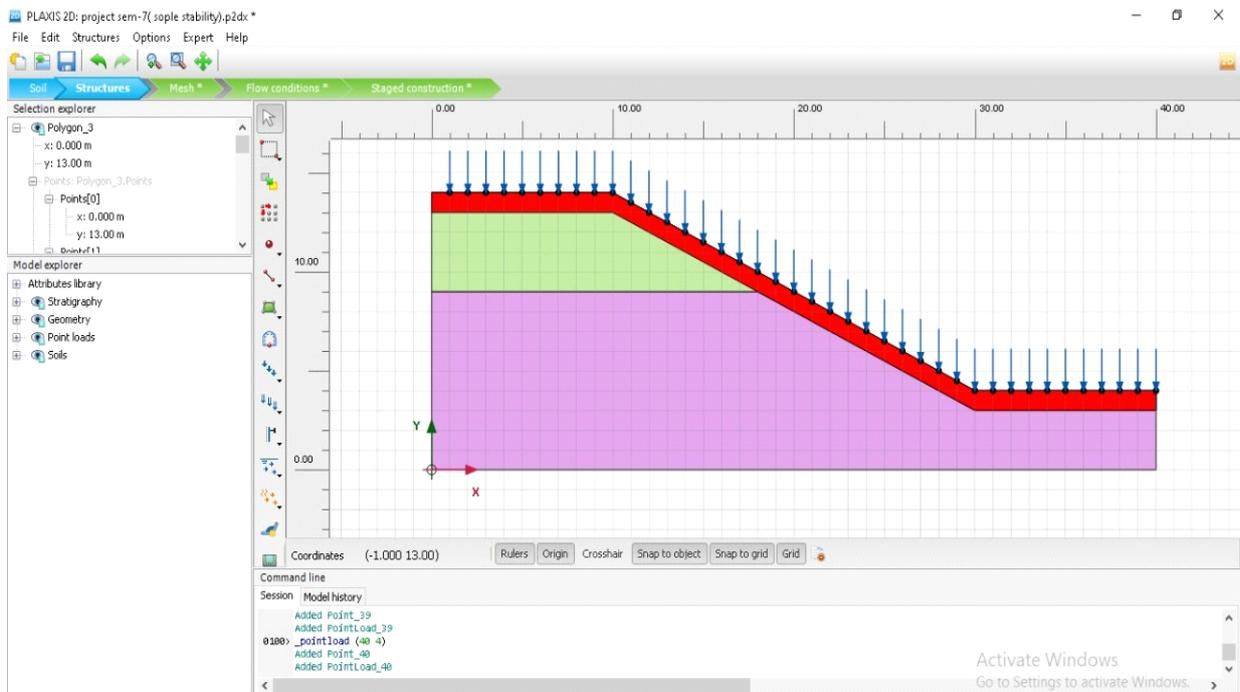 PLAXIS 2D: project sem-7( sople stability).p2dx *
File Edit Structures Options Expert Help
Soil Structures Mesh * Flow conditions * Staged construction *
Selection explorer
Polygon_3
x: 0.000 m
y: 13.00 m
Points: Polygon_3.Points
Points[0]
x: 0.000 m
y: 13.00 m
Points[1]
Model explorer
Attributes library
Stratigraphy
Geometry
Point loads
Soils
0.00 10.00 20.00 30.00 40.00
10.00
0.00
Y
X
Coordinates (-1.000 13.00) Rulers Origin Crosshair Snap to object Snap to grid Grid
Command line
Session Model history
Added Point_39
Added PointLoad_39
0100> _pointload (40 4)
Added Point_40
Added PointLoad_40
Activate Windows
Go to Settings to activate Windows.
2D